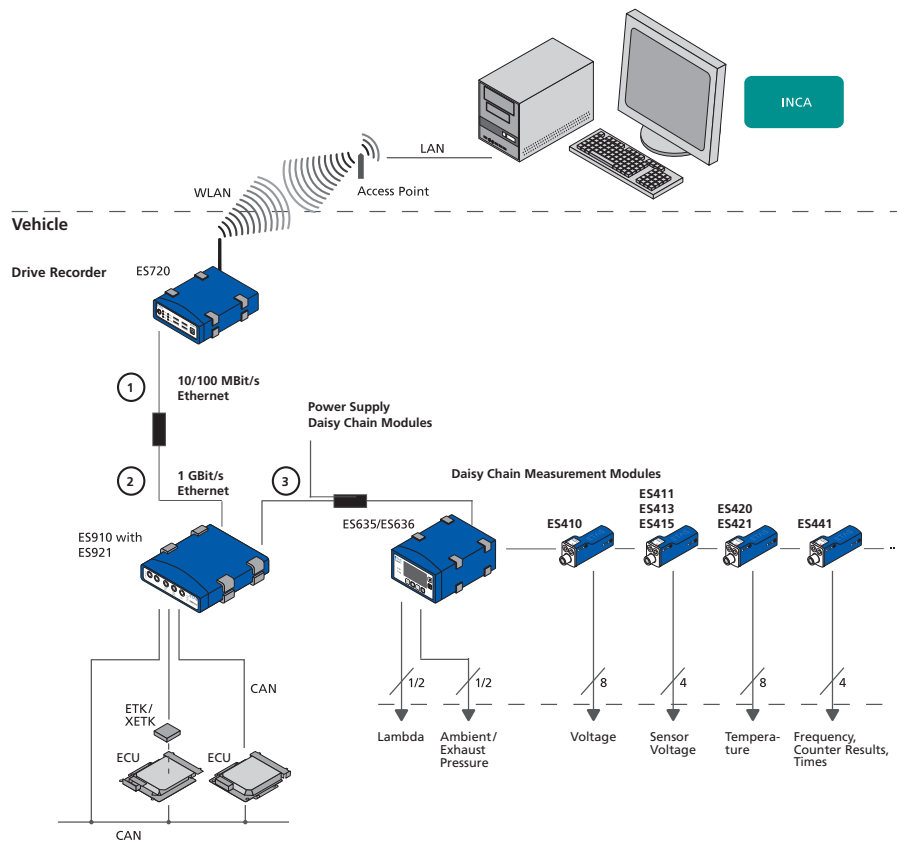 INCA
LAN
WLAN
Access Point
Vehicle
Drive Recorder
ES720
1
10/100 MBit/s
Ethernet
Power Supply
Daisy Chain Modules
2
1 GBit/s
Ethernet
3
Daisy Chain Measurement Modules
ES910 with
ES921
ES635/ES636
ES410
ES411
ES413
ES415
ES420
ES421
ES441
..
1/2
1/2
8
4
8
4
CAN
ETK/
XETK
ECU
ECU
Lambda
Ambient/
Exhaust
Pressure
Voltage
Sensor
Voltage
Tempera-
ture
Frequency,
Counter Results,
Times
CAN